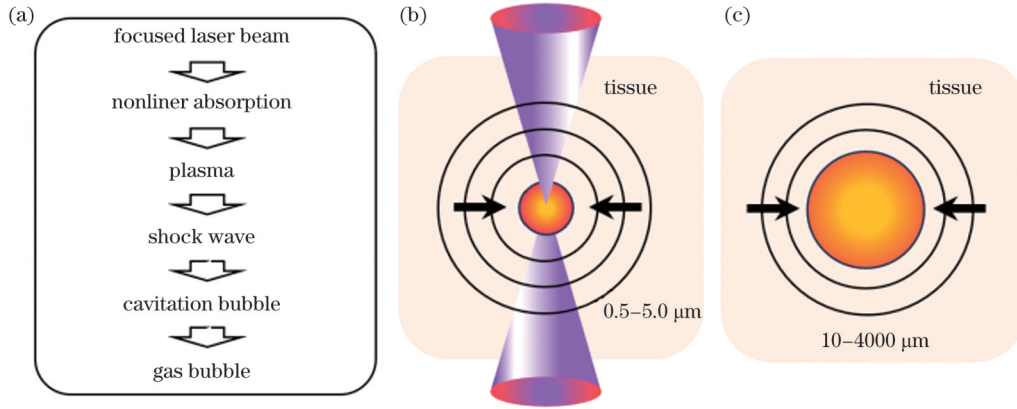 (a)
focused laser beam
nonliner absorption
plasma
shock wave
cavitation bubble
gas bubble
(b)
tissue
0.5–5.0 μm
(c)
tissue
10–4000 μm